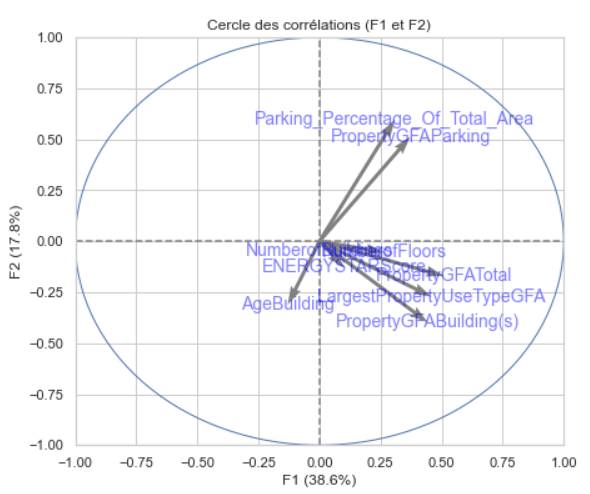 Cercle des corrélations (F1 et F2)
1.00
0.75
Parking_Percentage_Of_Total_Area
0.50
PropertyGFAParking
0.25
F2 (17.8%)
0.00
ENERGYSTARScore
PropertyGFATotal
−0.25
LargestPropertyUseTypeGFA
AgeBuilding
PropertyGFABuilding(s)
−0.50
−0.75
−1.00
−1.00 −0.75 −0.50 −0.25 0.00 0.25 0.50 0.75 1.00
F1 (38.6%)